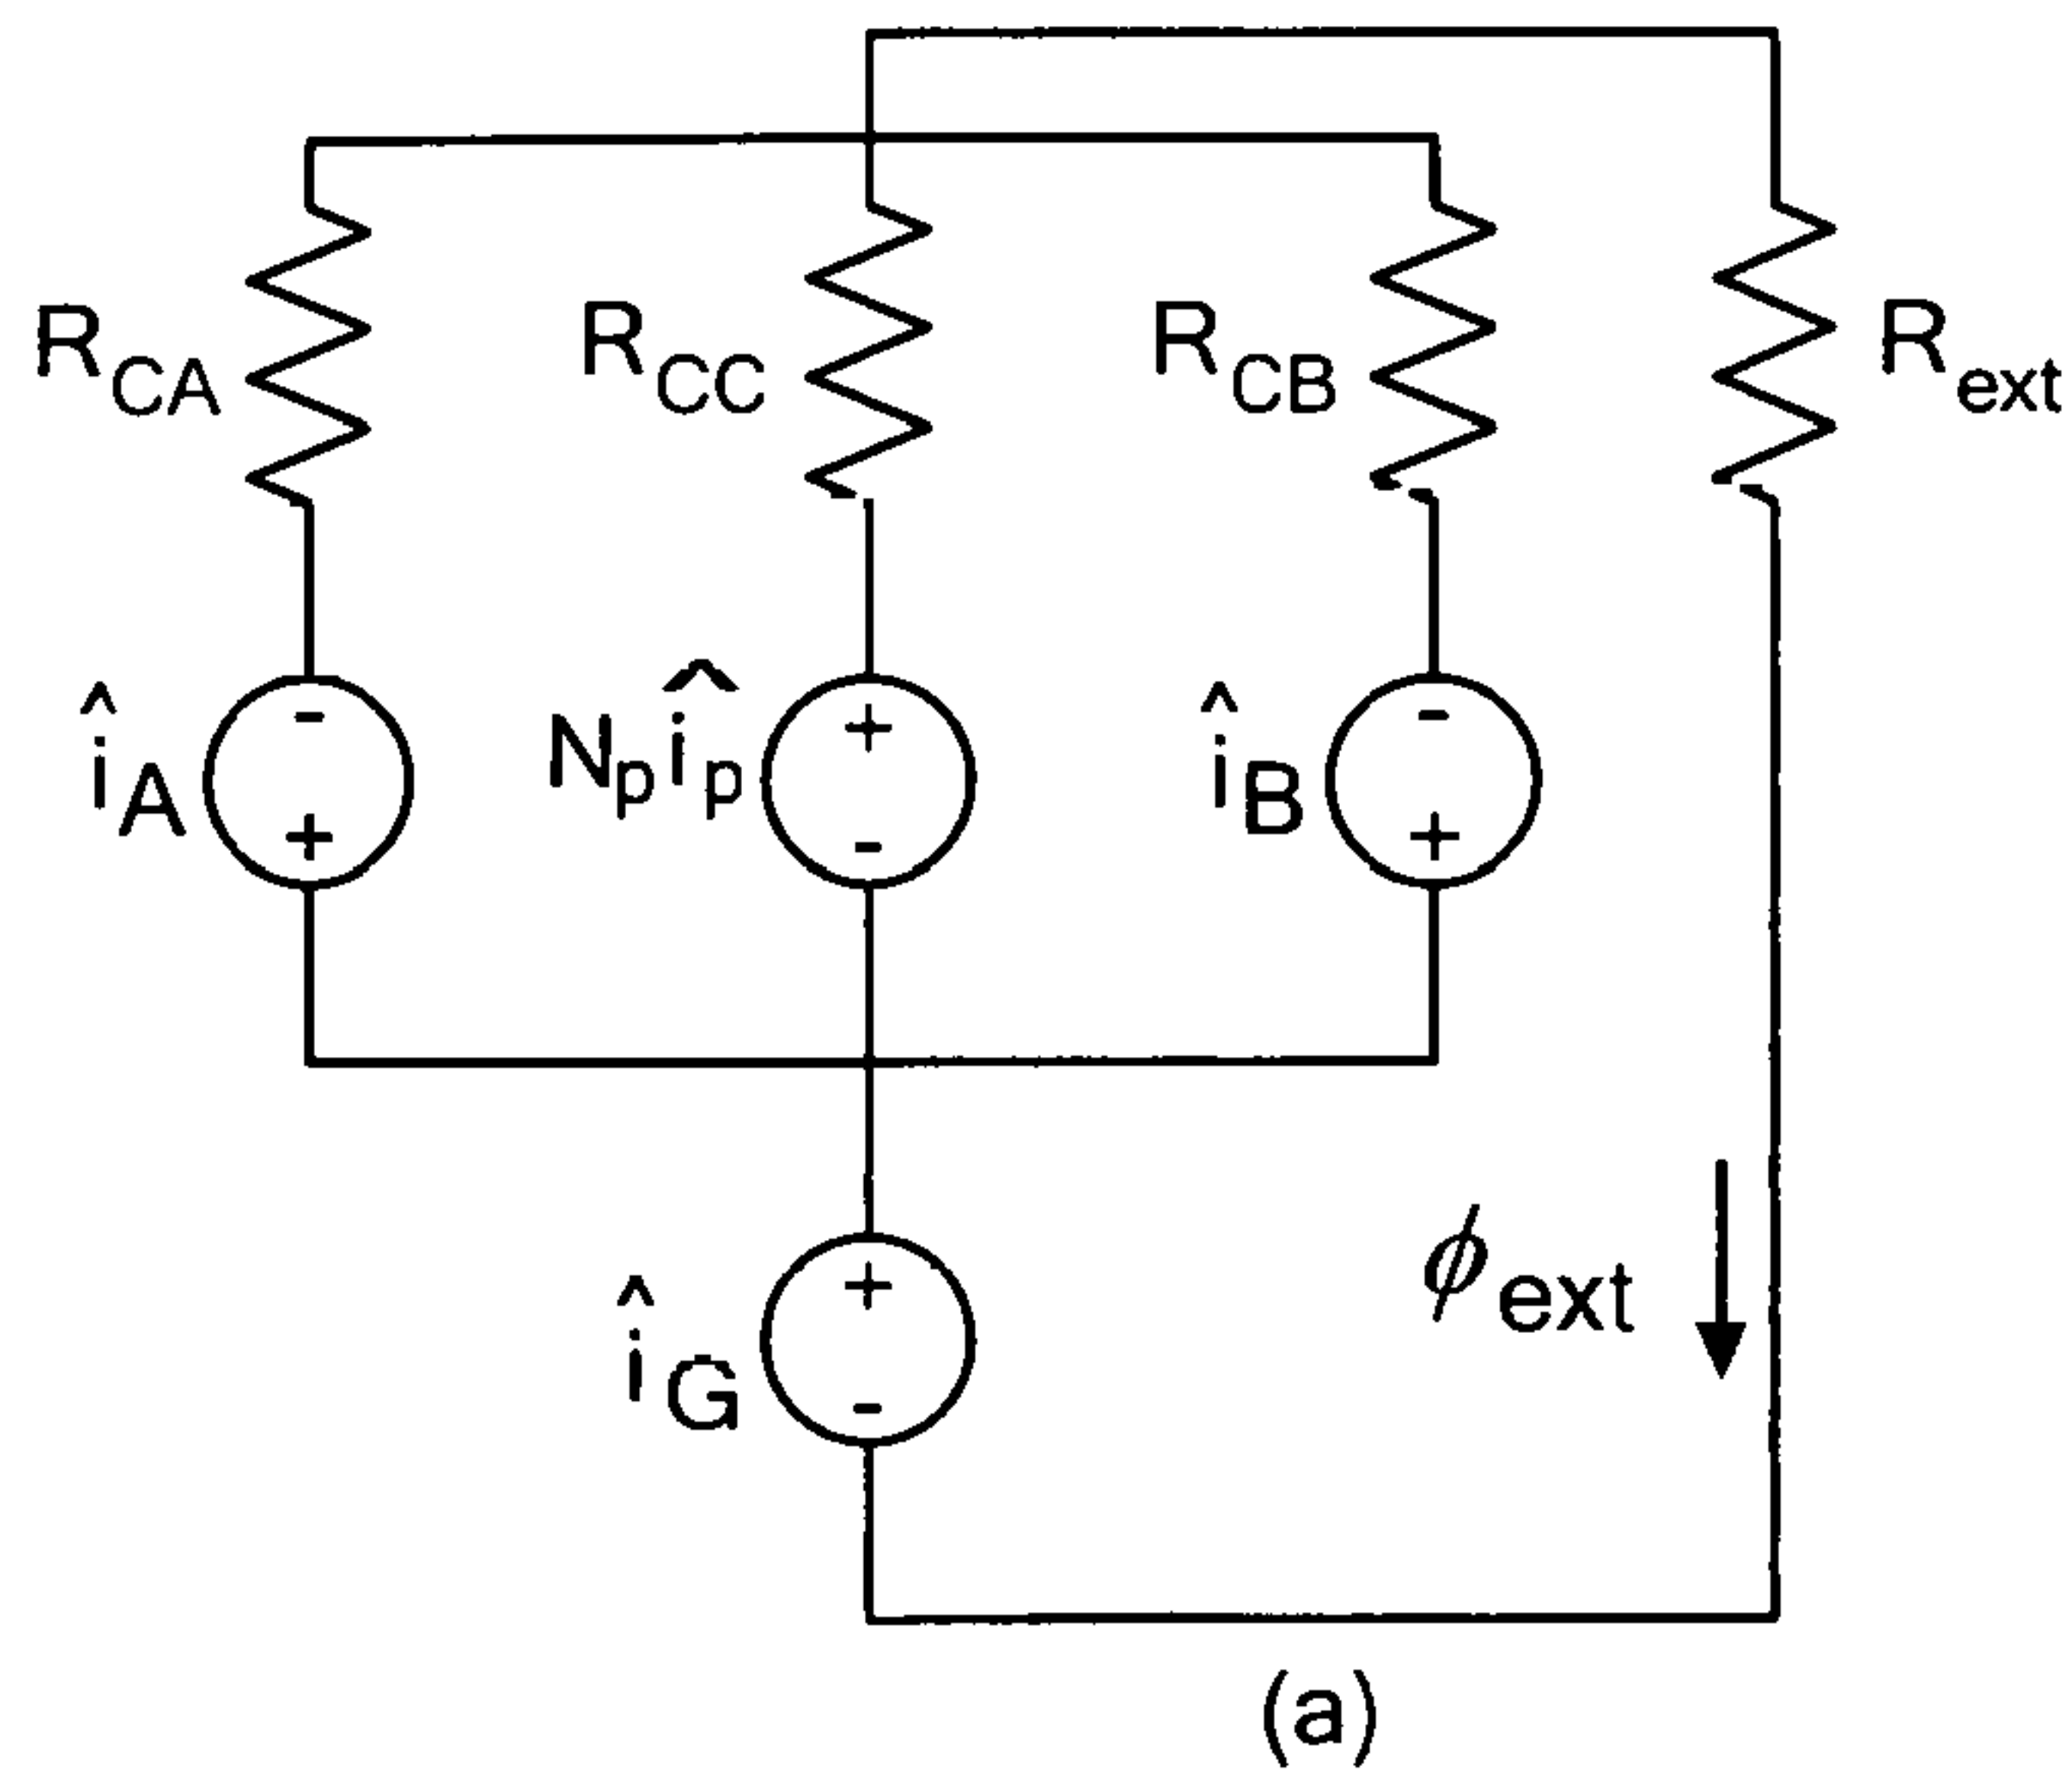 R_CA R_CC R_CB R_ext
- + -
î_A N_p î_p î_B
+ - +
+
î_G
-
ϕ_ext
(a)